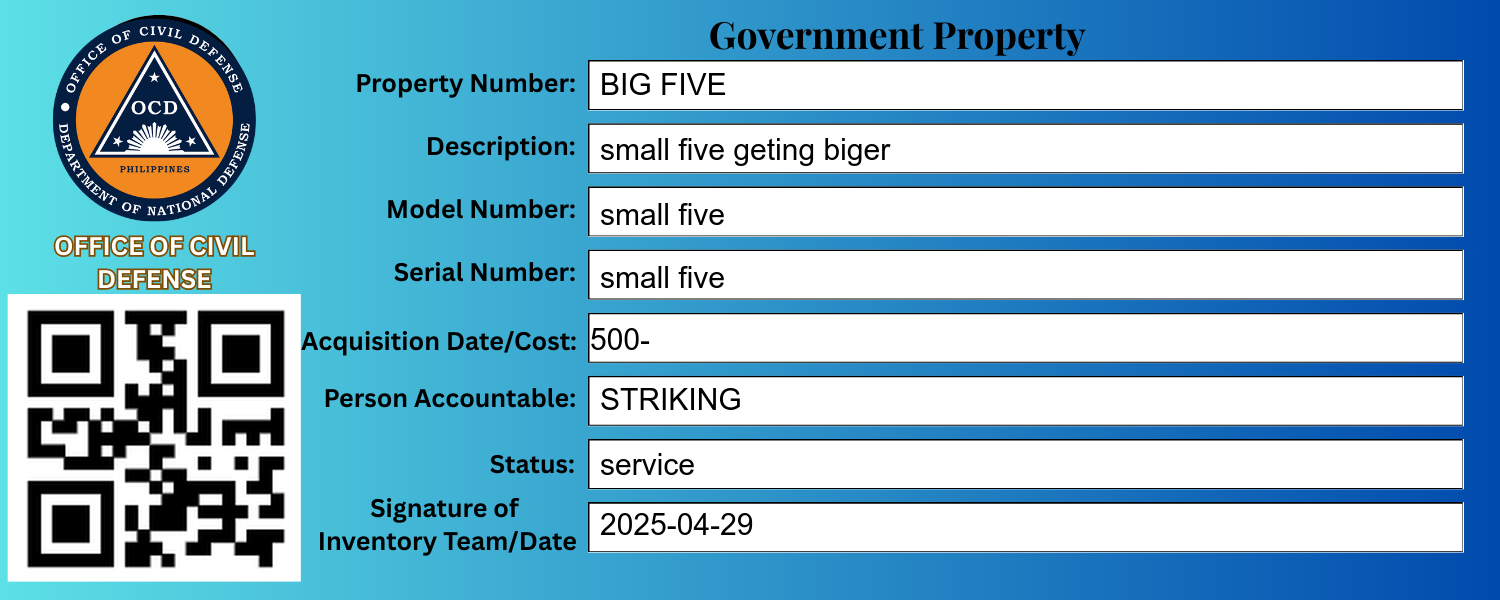 OFFICE OF CIVIL DEFENSE
DEPARTMENT OF NATIONAL DEFENSE
OCD
PHILIPPINES
OFFICE OF CIVIL
DEFENSE
Government Property
Property Number: BIG FIVE
Description: small five geting biger
Model Number: small five
Serial Number: small five
Acquisition Date/Cost: 500-
Person Accountable: STRIKING
Status: service
Signature of
Inventory Team/Date 2025-04-29